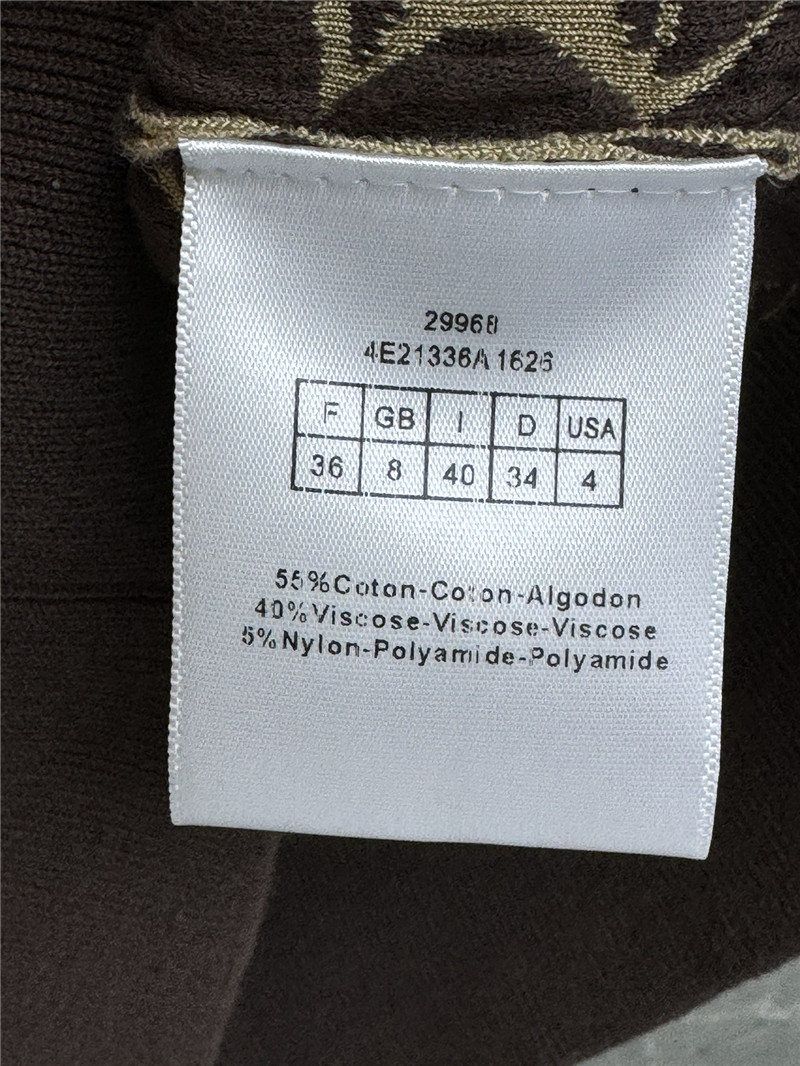 29968
4E21336A 1626
F GB I D USA
36 8 40 34 4
55%Coton-Coton-Algodon
40%Viscose-Viscose-Viscose
5%Nylon-Polyamide-Polyamide